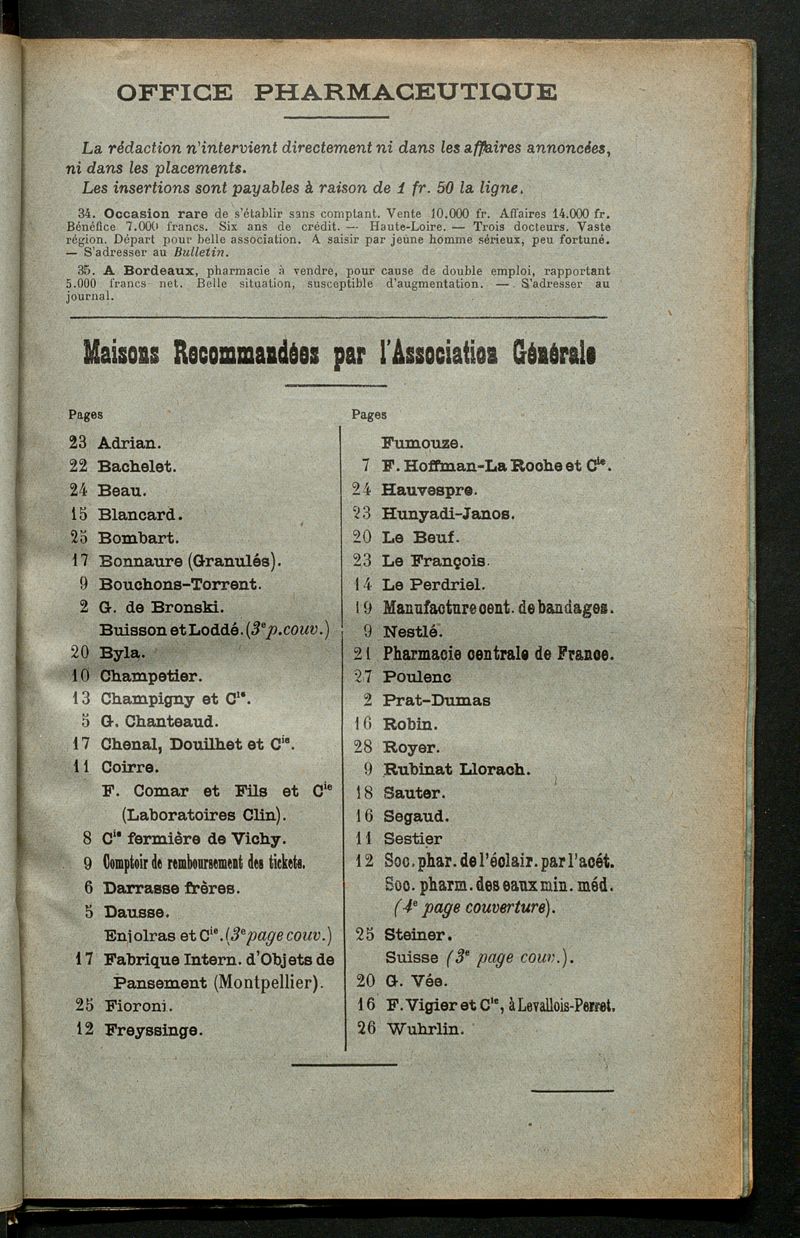 OFFICE PHARMACEUTIQUE
La rédaction n'intervient directement ni dans les affaires annoncées,
ni dans les placements.
Les insertions sont payables à raison de 1 fr. 50 la ligne.
34. Occasion rare de s'établir sans comptant. Vente 10.000 fr. Affaires 14.000 fr.
Bénéfice 7.000 francs. Six ans de crédit. — Haute-Loire. — Trois docteurs. Vaste
région. Départ pour belle association. A saisir par jeune homme sérieux, peu fortuné.
— S'adresser au Bulletin.
35. A Bordeaux, pharmacie à vendre, pour cause de double emploi, rapportant
5.000 francs net. Belle situation, susceptible d'augmentation. — S'adresser au
journal.
Maisons Recommandées par l'Association Générale
Pages
23 Adrian.
22 Bachelet.
24 Beau.
15 Blancard.
25 Bombart.
17 Bonnaure (Granulés).
9 Bouchons-Torrent.
2 G. de Bronski.
Buisson et Loddé. (3e p. couv.)
20 Byla.
10 Champetier.
13 Champigny et Cie.
5 G. Chanteaud.
17 Chenal, Douilhet et Cie.
11 Coirre.
F. Comar et Fils et Cie
(Laboratoires Clin).
8 Cie fermière de Vichy.
9 Comptoir de remboursement des tickets.
6 Darrasse frères.
5 Dausse.
Enjolras et Cie. (3e page couv.)
17 Fabrique Intern. d'Objets de
Pansement (Montpellier).
25 Fioroni.
12 Freyssinge.
Pages
Fumouze.
7 F. Hoffman-La Roche et Cie.
24 Hauvespre.
23 Hunyadi-Janos.
20 Le Beuf.
23 Le François.
14 Le Perdriel.
19 Manufacture cent. de bandages.
9 Nestlé.
21 Pharmacie centrale de France.
27 Poulenc
2 Prat-Dumas
16 Robin.
28 Royer.
9 Rubinat Llorach.
18 Sauter.
16 Segaud.
11 Sestier
12 Soc. phar. de l'éclair. par l'acét.
Soc. pharm. des eaux min. méd.
(4e page couverture).
25 Steiner.
Suisse (3e page couv.).
20 G. Vée.
16 F. Vigier et Cie, à Levallois-Perret.
26 Wuhrlin.